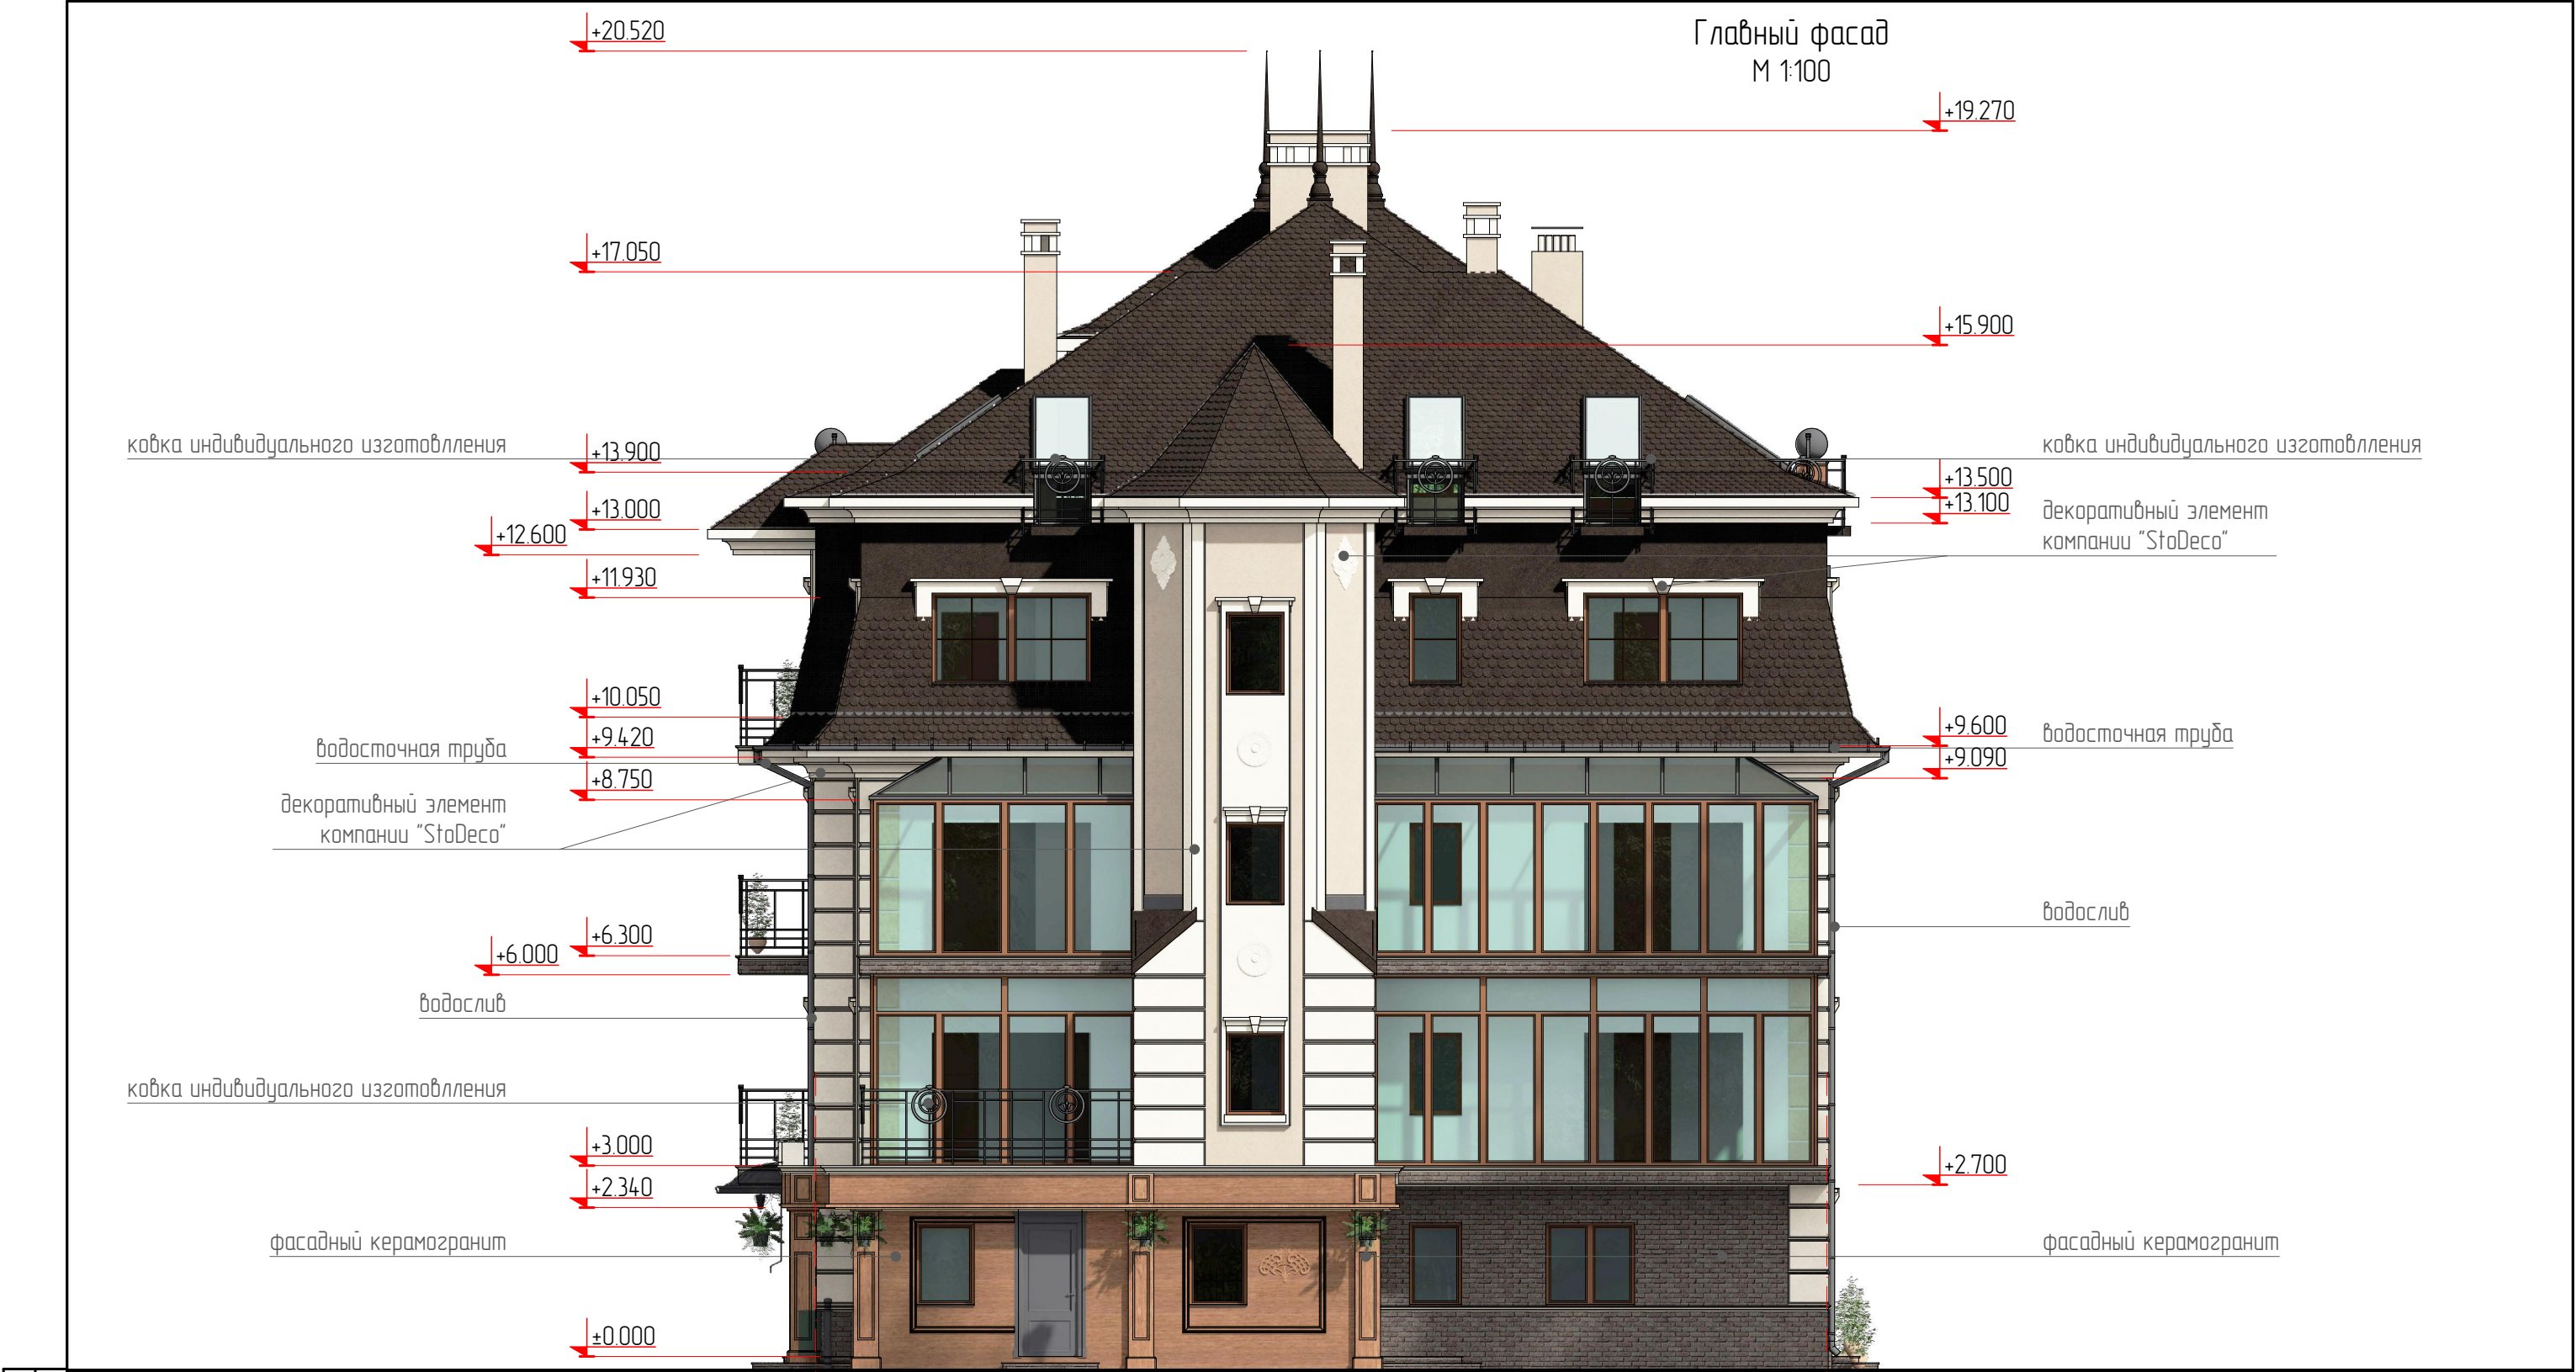 Главный фасад
М 1:100
+20.520
+19.270
+17.050
+15.900
ковка индивидуального изготовлления
+13.900
ковка индивидуального изготовлления
+13.500
+13.100
+13.000
+12.600
декоративный элемент
компании "StoDeco"
+11.930
+10.050
+9.420
водосточная труба
+9.600
водосточная труба
+9.090
+8.750
декоративный элемент
компании "StoDeco"
водослив
+6.300
+6.000
водослив
ковка индивидуального изготовлления
+3.000
+2.700
+2.340
фасадный керамогранит
фасадный керамогранит
±0.000